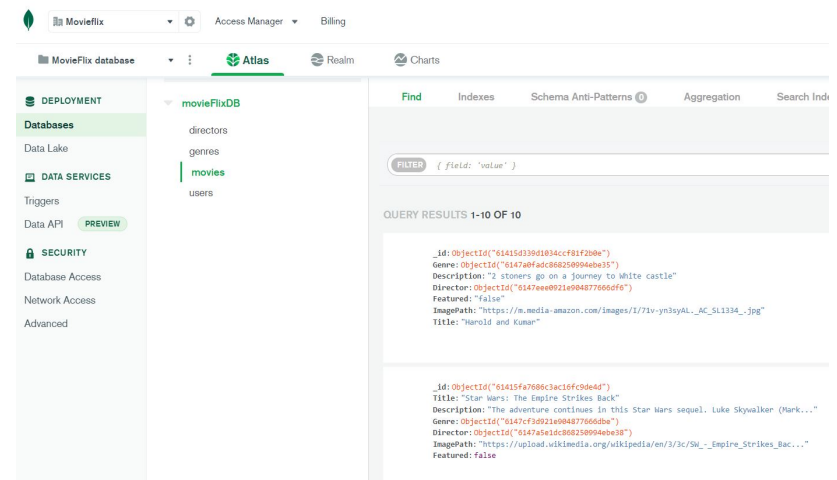 Movieflix Access Manager Billing
MovieFlix database Atlas Realm Charts
DEPLOYMENT
Databases
Data Lake
DATA SERVICES
Triggers
Data API PREVIEW
SECURITY
Database Access
Network Access
Advanced
movieFlixDB
directors
genres
movies
users
Find Indexes Schema Anti-Patterns 0 Aggregation Search Inde
FILTER { field: 'value' }
QUERY RESULTS 1-10 OF 10
_id: ObjectId("61415d339d1034ccf81f2b0e")
Genre: ObjectId("6147a0fadc868250994ebe35")
Description: "2 stoners go on a journey to White castle"
Director: ObjectId("6147eee0921e904877666df6")
Featured: "false"
ImagePath: "https://m.media-amazon.com/images/I/71v-yn3syAL._AC_SL1334_.jpg"
Title: "Harold and Kumar"
_id: ObjectId("61415fa7686c3ac16fc9de4d")
Title: "Star Wars: The Empire Strikes Back"
Description: "The adventure continues in this Star Wars sequel. Luke Skywalker (Mark..."
Genre: ObjectId("6147cf3d921e904877666dbe")
Director: ObjectId("6147a5e1dc868250994ebe38")
ImagePath: "https://upload.wikimedia.org/wikipedia/en/3/3c/SW_-_Empire_Strikes_Bac..."
Featured: false